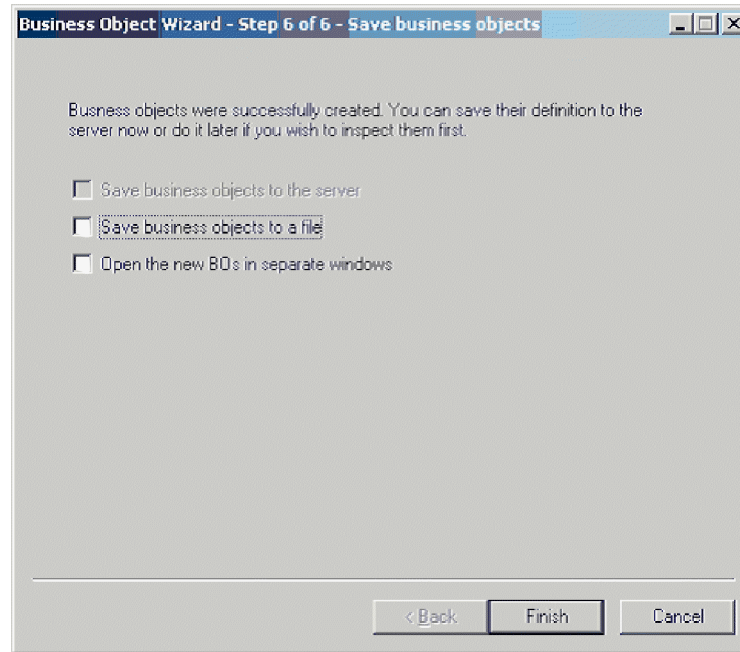 Business Object Wizard - Step 6 of 6 - Save business objects
Busness objects were successfully created. You can save their definition to the
server now or do it later if you wish to inspect them first.
Save business objects to the server
Save business objects to a file
Open the new BOs in separate windows
< Back
Finish
Cancel